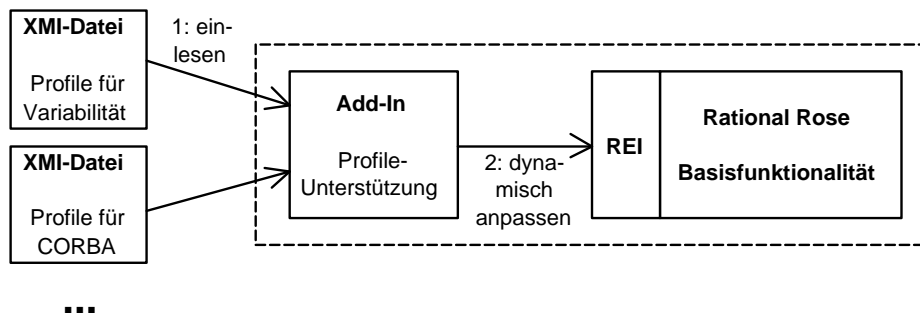 XMI-Datei
Profile für
Variabilität
1: ein-
lesen
XMI-Datei
Profile für
CORBA
...
Add-In
Profile-
Unterstützung
2: dyna-
misch
anpassen
REI
Rational Rose
Basisfunktionalität